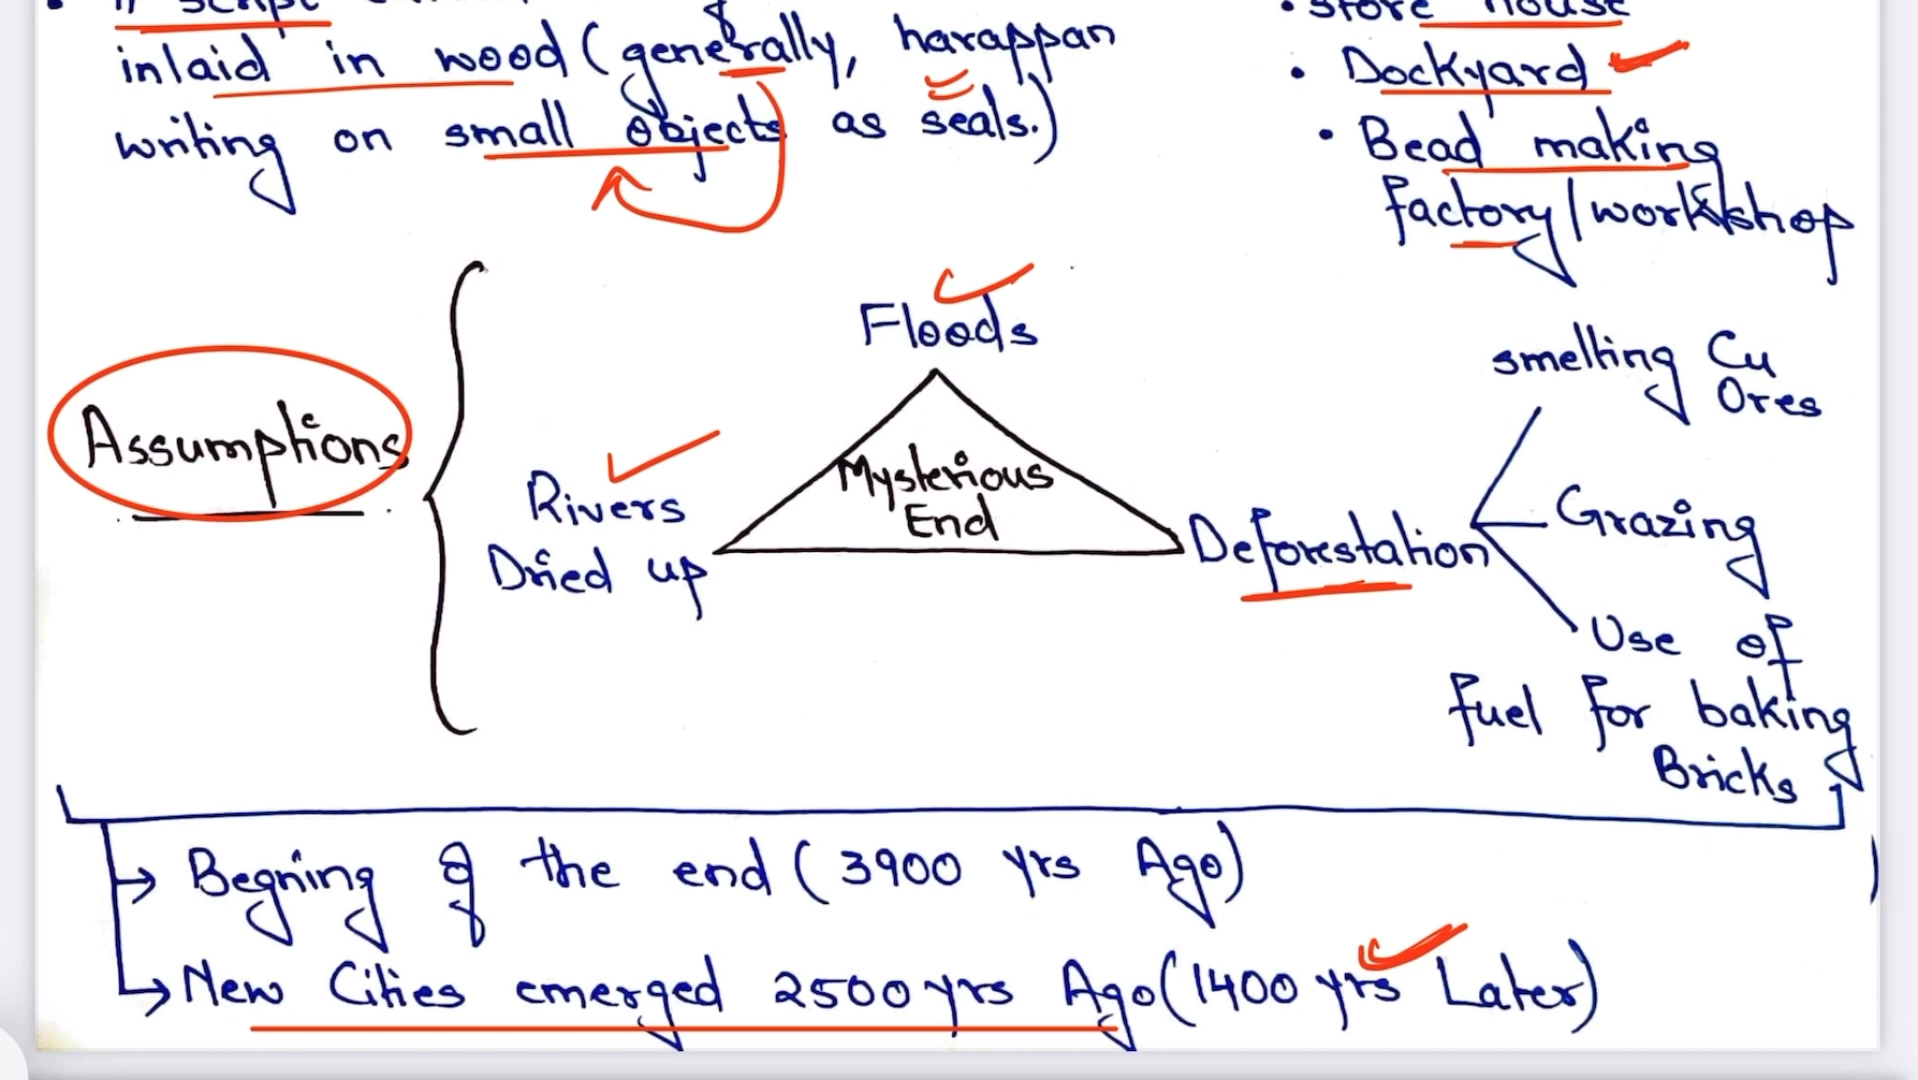 inlaid in wood (generally, harappan
writing on small objects as seals.)
• store house
• Dockyard
• Bead making
factory/workshop
Assumptions
Floods
Rivers
Dried up
Mysterious
End
Deforestation
smelting Cu
Ores
Grazing
Use of
fuel for baking
Bricks
→ Begning of the end (3900 yrs Ago)
→ New Cities emerged 2500 yrs Ago (1400 yrs Later)